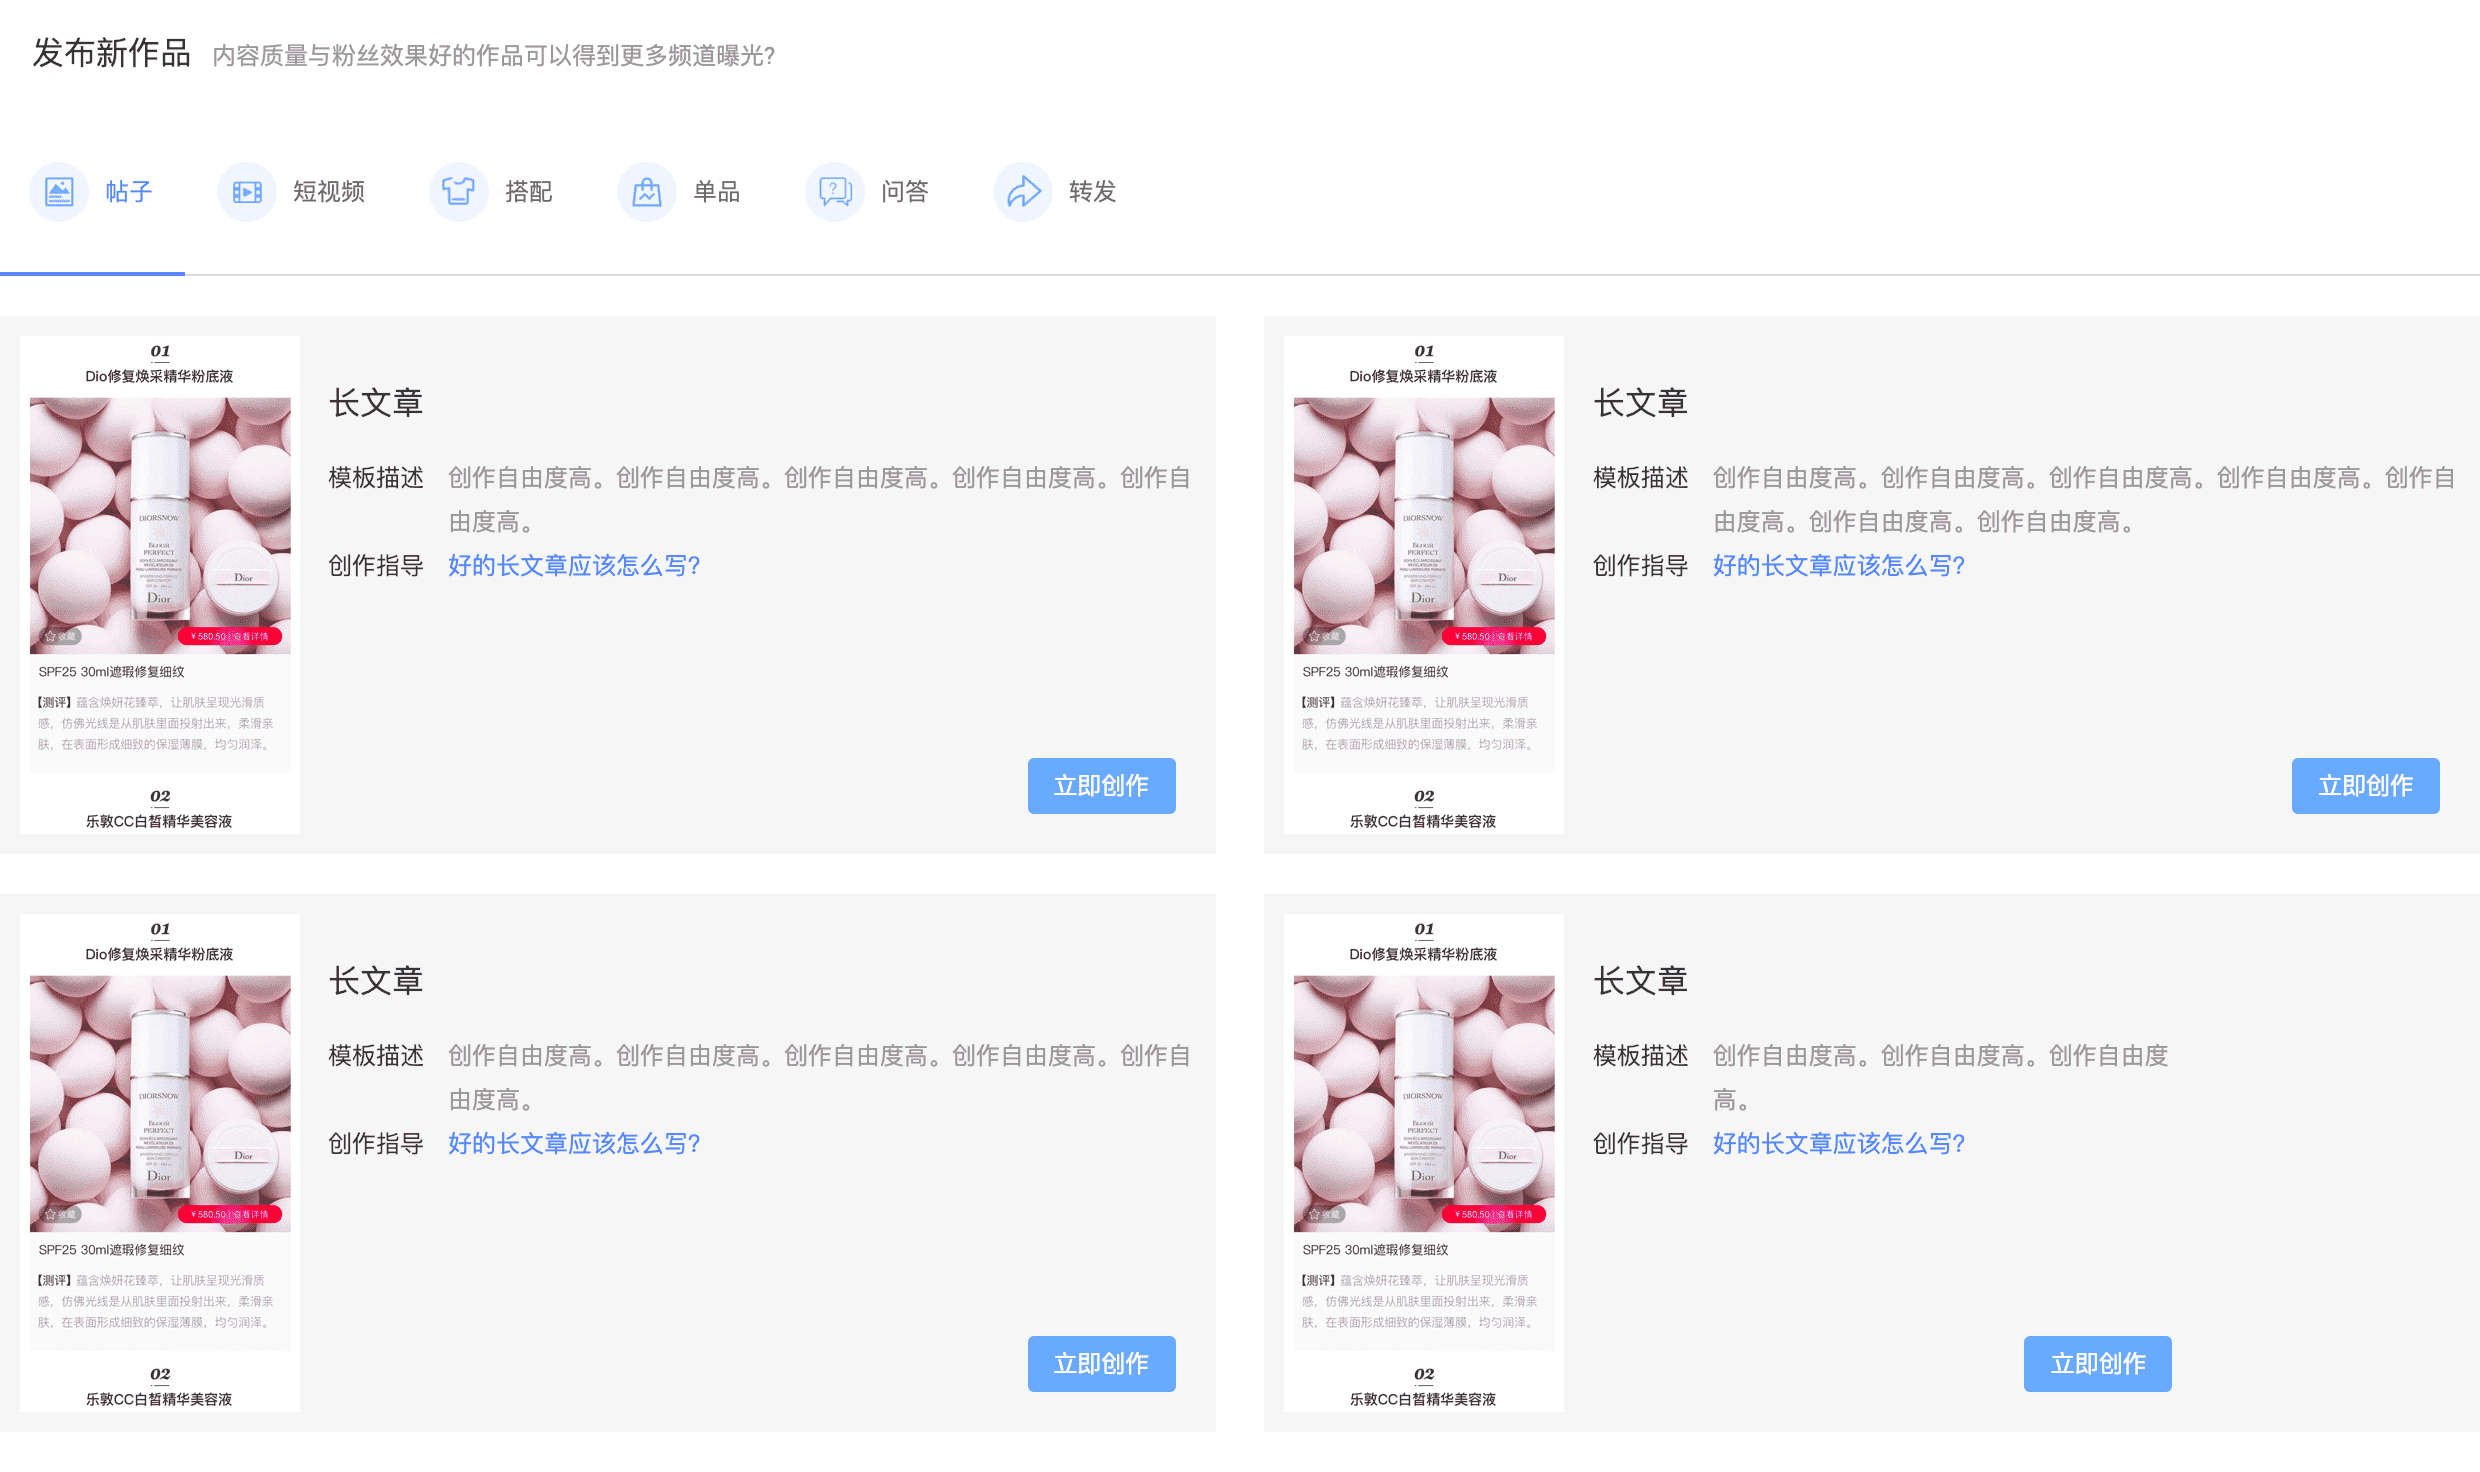 发布新作品 内容质量与粉丝效果好的作品可以得到更多频道曝光?
帖子 短视频 搭配 单品 问答 转发
01
Dio修复焕采精华粉底液
DIORSNOW
BLOOM
PERFECT
Dior
Dior
收藏
￥580.50 | 查看详情
SPF25 30ml遮瑕修复细纹
【测评】蕴含焕妍花臻萃，让肌肤呈现光滑质
感，仿佛光线是从肌肤里面投射出来，柔滑亲
肤，在表面形成细致的保湿薄膜，均匀润泽。
02
乐敦CC白皙精华美容液
长文章
模板描述 创作自由度高。创作自由度高。创作自由度高。创作自由度高。创作自
由度高。
创作指导 好的长文章应该怎么写?
立即创作
01
Dio修复焕采精华粉底液
DIORSNOW
BLOOM
PERFECT
Dior
Dior
收藏
￥580.50 | 查看详情
SPF25 30ml遮瑕修复细纹
【测评】蕴含焕妍花臻萃，让肌肤呈现光滑质
感，仿佛光线是从肌肤里面投射出来，柔滑亲
肤，在表面形成细致的保湿薄膜，均匀润泽。
02
乐敦CC白皙精华美容液
长文章
模板描述 创作自由度高。创作自由度高。创作自由度高。创作自由度高。创作自
由度高。创作自由度高。创作自由度高。
创作指导 好的长文章应该怎么写?
立即创作
01
Dio修复焕采精华粉底液
DIORSNOW
BLOOM
PERFECT
Dior
Dior
收藏
￥580.50 | 查看详情
SPF25 30ml遮瑕修复细纹
【测评】蕴含焕妍花臻萃，让肌肤呈现光滑质
感，仿佛光线是从肌肤里面投射出来，柔滑亲
肤，在表面形成细致的保湿薄膜，均匀润泽。
02
乐敦CC白皙精华美容液
长文章
模板描述 创作自由度高。创作自由度高。创作自由度高。创作自由度高。创作自
由度高。
创作指导 好的长文章应该怎么写?
立即创作
01
Dio修复焕采精华粉底液
DIORSNOW
BLOOM
PERFECT
Dior
Dior
收藏
￥580.50 | 查看详情
SPF25 30ml遮瑕修复细纹
【测评】蕴含焕妍花臻萃，让肌肤呈现光滑质
感，仿佛光线是从肌肤里面投射出来，柔滑亲
肤，在表面形成细致的保湿薄膜，均匀润泽。
02
乐敦CC白皙精华美容液
长文章
模板描述 创作自由度高。创作自由度高。创作自由度
高。
创作指导 好的长文章应该怎么写?
立即创作